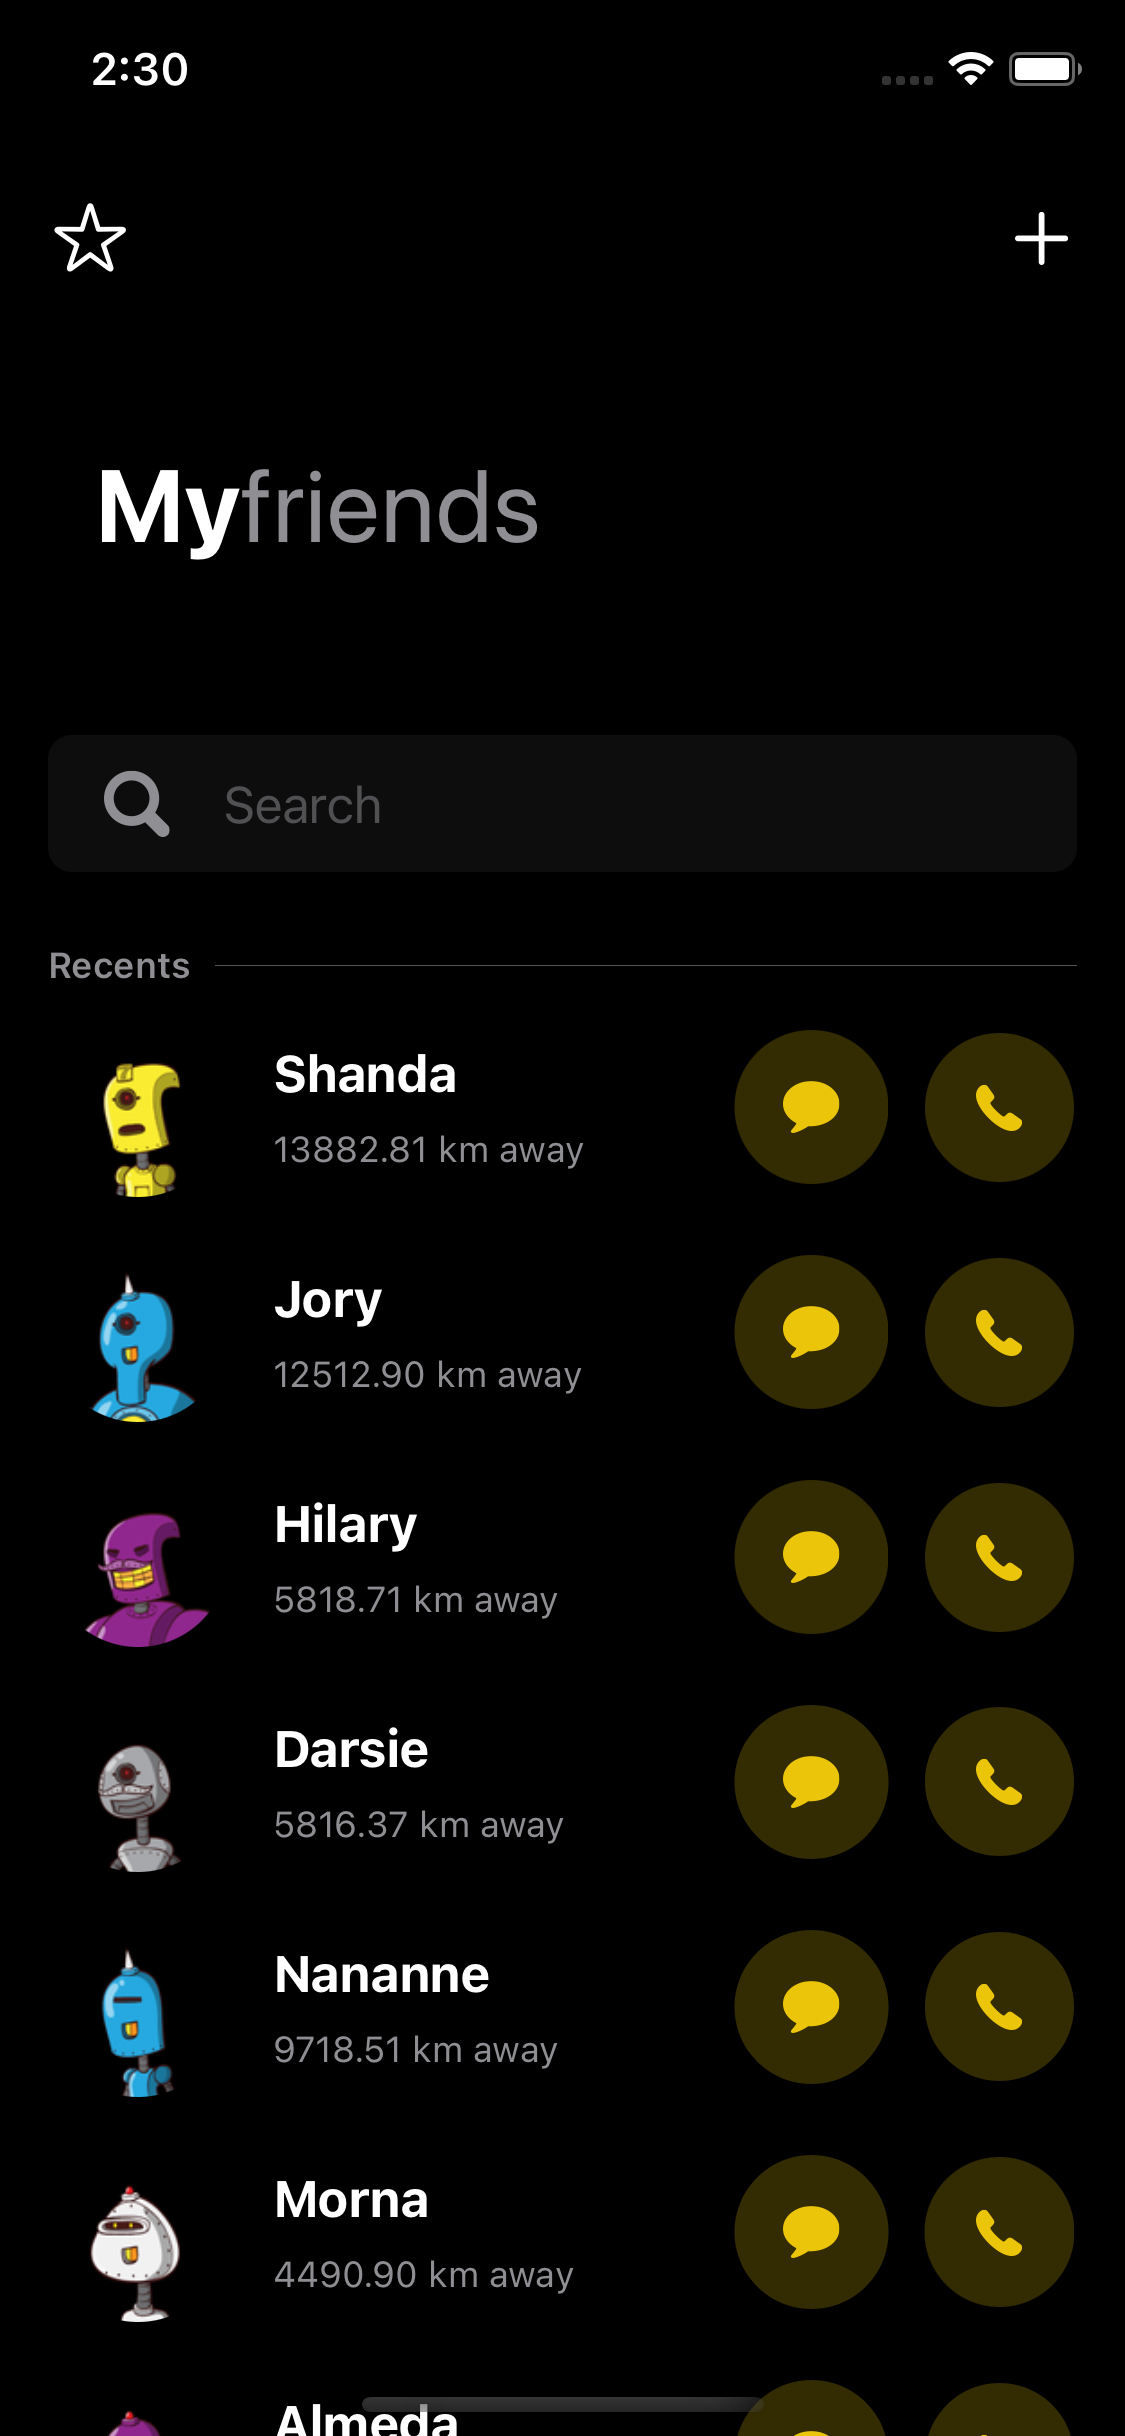 2:30
Myfriends
Search
Recents
Shanda
13882.81 km away
Jory
12512.90 km away
Hilary
5818.71 km away
Darsie
5816.37 km away
Nananne
9718.51 km away
Morna
4490.90 km away
Almeda